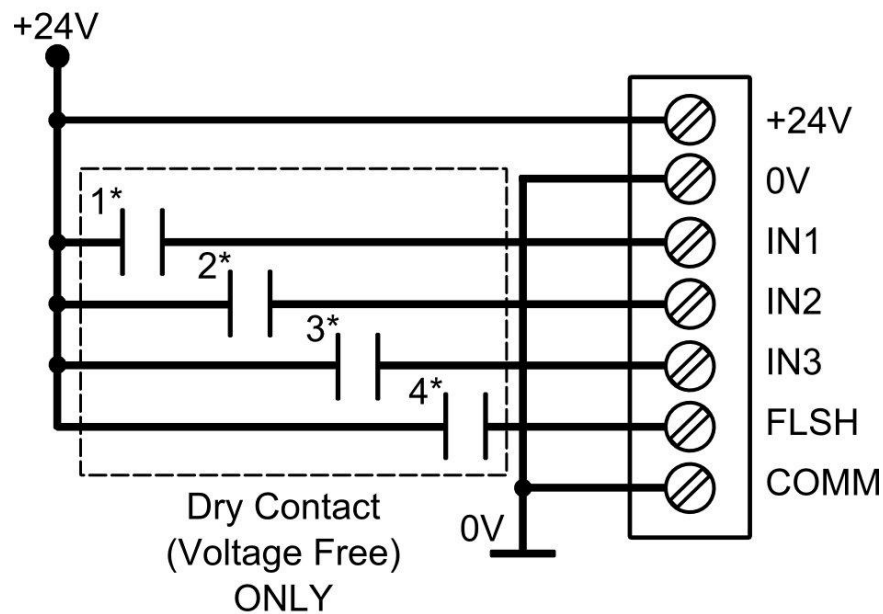 +24V
+24V
0V
1*
IN1
2*
IN2
3*
IN3
4*
FLSH
COMM
Dry Contact
(Voltage Free)
ONLY
0V